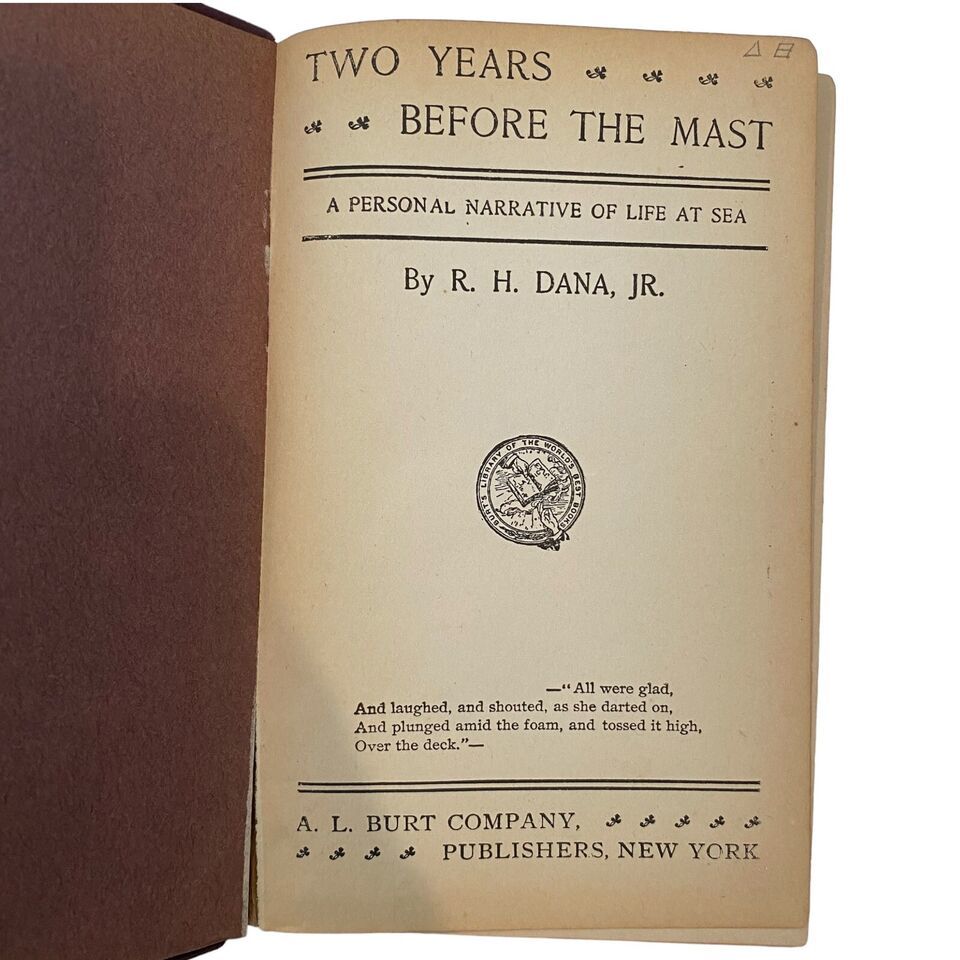 TWO YEARS
BEFORE THE MAST
A PERSONAL NARRATIVE OF LIFE AT SEA
By R. H. DANA, JR.
BURT'S LIBRARY OF THE WORLD'S BEST BOOKS
—"All were glad,
And laughed, and shouted, as she darted on,
And plunged amid the foam, and tossed it high,
Over the deck."—
A. L. BURT COMPANY,
PUBLISHERS, NEW YORK